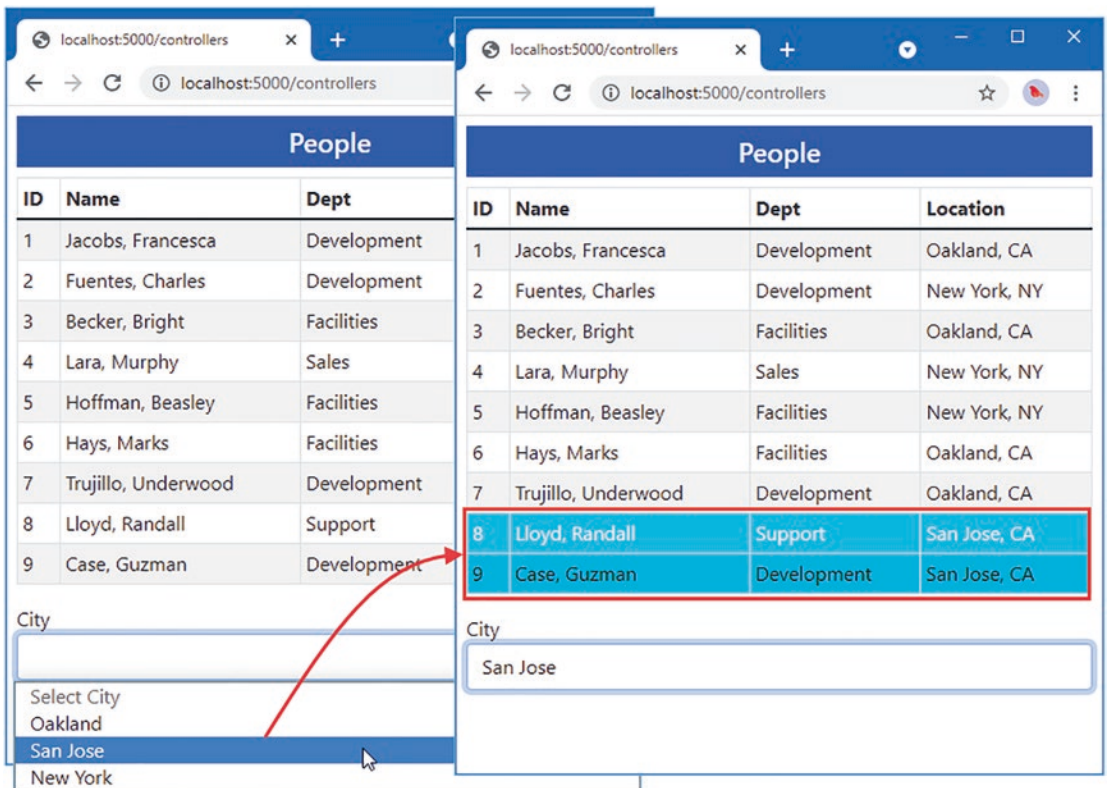 localhost:5000/controllers
localhost:5000/controllers
People
ID Name Dept
1 Jacobs, Francesca Development
2 Fuentes, Charles Development
3 Becker, Bright Facilities
4 Lara, Murphy Sales
5 Hoffman, Beasley Facilities
6 Hays, Marks Facilities
7 Trujillo, Underwood Development
8 Lloyd, Randall Support
9 Case, Guzman Development
City
Select City
Oakland
San Jose
New York
localhost:5000/controllers
localhost:5000/controllers
People
ID Name Dept Location
1 Jacobs, Francesca Development Oakland, CA
2 Fuentes, Charles Development New York, NY
3 Becker, Bright Facilities Oakland, CA
4 Lara, Murphy Sales New York, NY
5 Hoffman, Beasley Facilities New York, NY
6 Hays, Marks Facilities Oakland, CA
7 Trujillo, Underwood Development Oakland, CA
8 Lloyd, Randall Support San Jose, CA
9 Case, Guzman Development San Jose, CA
City
San Jose